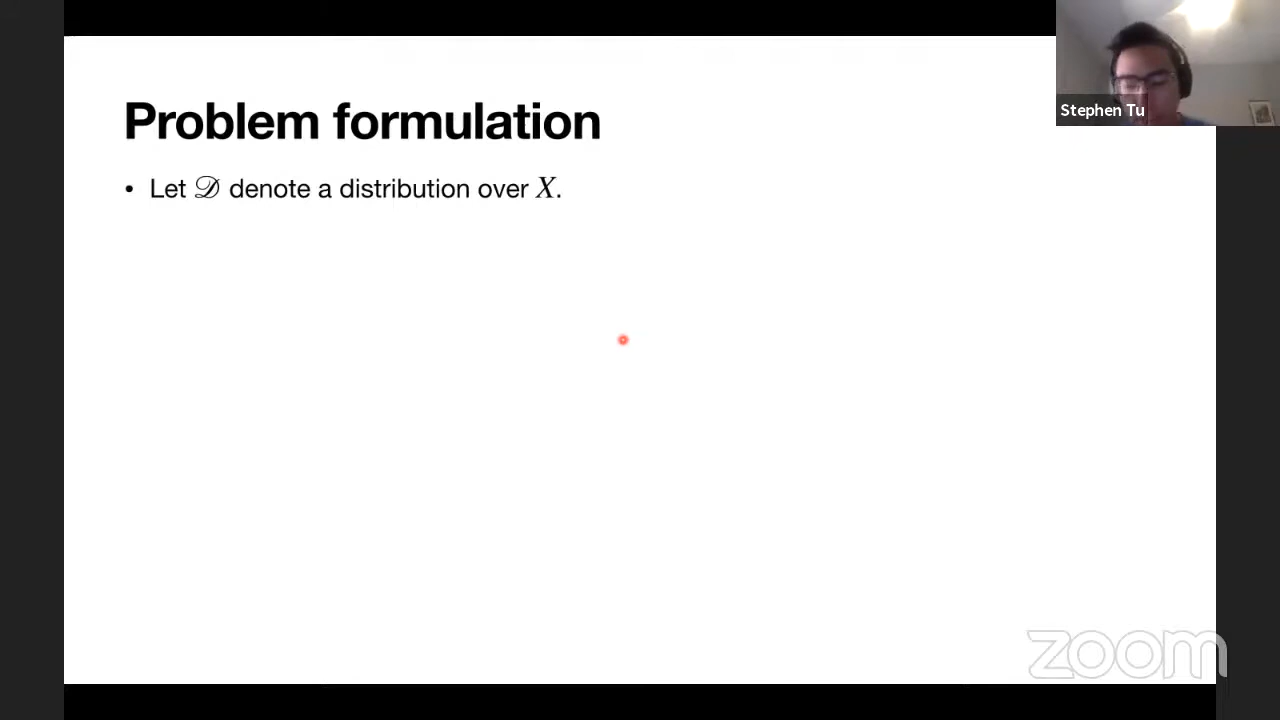 Problem formulation
• Let 𝒟 denote a distribution over X.
Stephen Tu
zoom